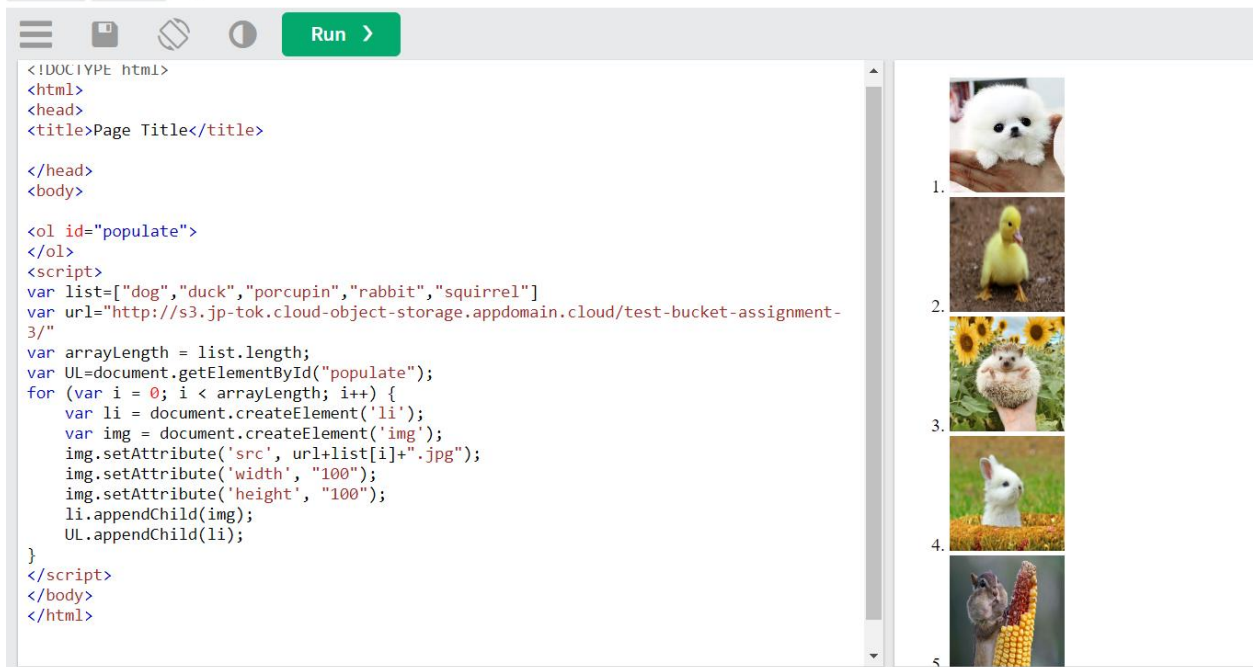 Run ❯
<!DOCTYPE html>
<html>
<head>
<title>Page Title</title>
</head>
<body>
<ol id="populate">
</ol>
<script>
var list=["dog","duck","porcupin","rabbit","squirrel"]
var url="http://s3.jp-tok.cloud-object-storage.appdomain.cloud/test-bucket-assignment-
3/"
var arrayLength = list.length;
var UL=document.getElementById("populate");
for (var i = 0; i < arrayLength; i++) {
    var li = document.createElement('li');
    var img = document.createElement('img');
    img.setAttribute('src', url+list[i]+".jpg");
    img.setAttribute('width', "100");
    img.setAttribute('height', "100");
    li.appendChild(img);
    UL.appendChild(li);
}
</script>
</body>
</html>
1.
2.
3.
4.
5.